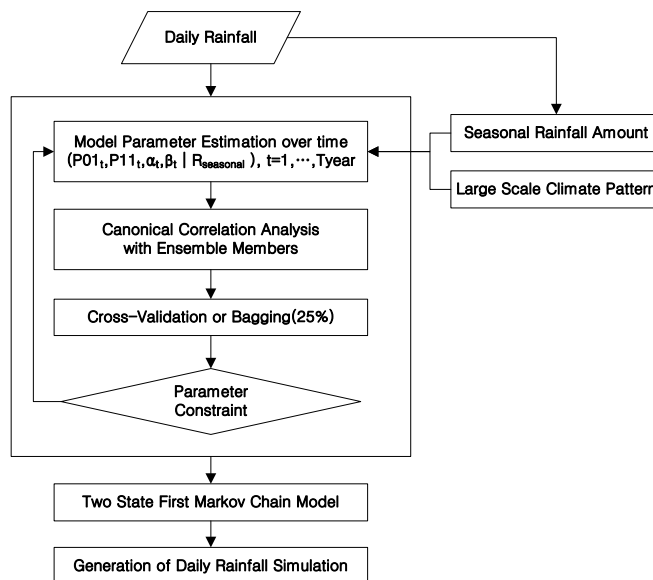 Daily Rainfall
Seasonal Rainfall Amount
Large Scale Climate Pattern
Model Parameter Estimation over time
(P01t,P11t,αt,βt | Rseasonal ), t=1,⋯,Tyear
Canonical Correlation Analysis
with Ensemble Members
Cross-Validation or Bagging(25%)
Parameter
Constraint
Two State First Markov Chain Model
Generation of Daily Rainfall Simulation